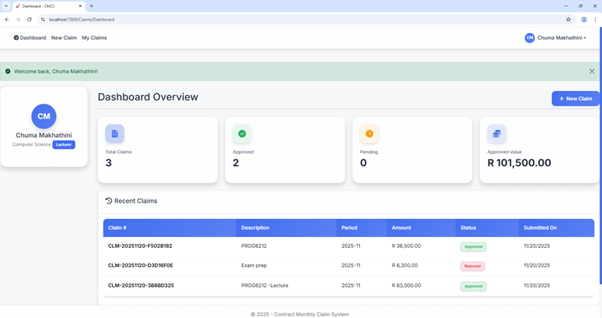 Dashboard - CMCS
localhost:7000/Claims/Dashboard
Dashboard New Claim My Claims
CM Chuma Makhathini
Welcome back, Chuma Makhathini!
CM
Chuma Makhathini
Computer Science Lecturer
Dashboard Overview
+ New Claim
Total Claims
3
Approved
2
Pending
0
Approved Value
R 101,500.00
Recent Claims
Claim # Description Period Amount Status Submitted On
CLM-20251120-F502B182 PROG6212 2025-11 R 38,500.00 Approved 11/20/2025
CLM-20251120-D3D16F0E Exam prep 2025-11 R 6,300.00 Rejected 11/20/2025
CLM-20251120-3B8BD325 PROG6212 -Lecture 2025-11 R 63,000.00 Approved 11/20/2025
© 2025 - Contract Monthly Claim System